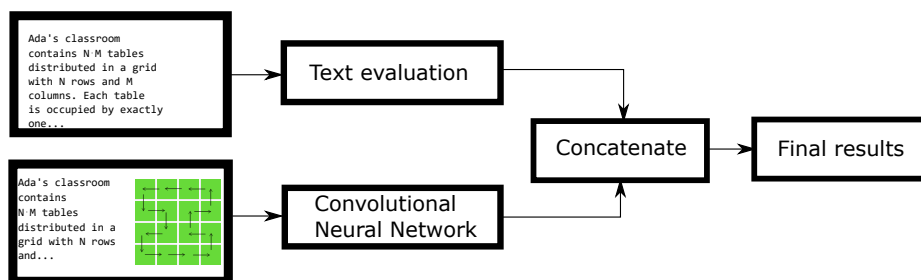 Ada's classroom
contains N·M tables
distributed in a grid
with N rows and M
columns. Each table
is occupied by exactly
one...
Text evaluation
Concatenate
Final results
Ada's classroom
contains
N·M tables
distributed in a
grid with N rows
and...
Convolutional
Neural Network